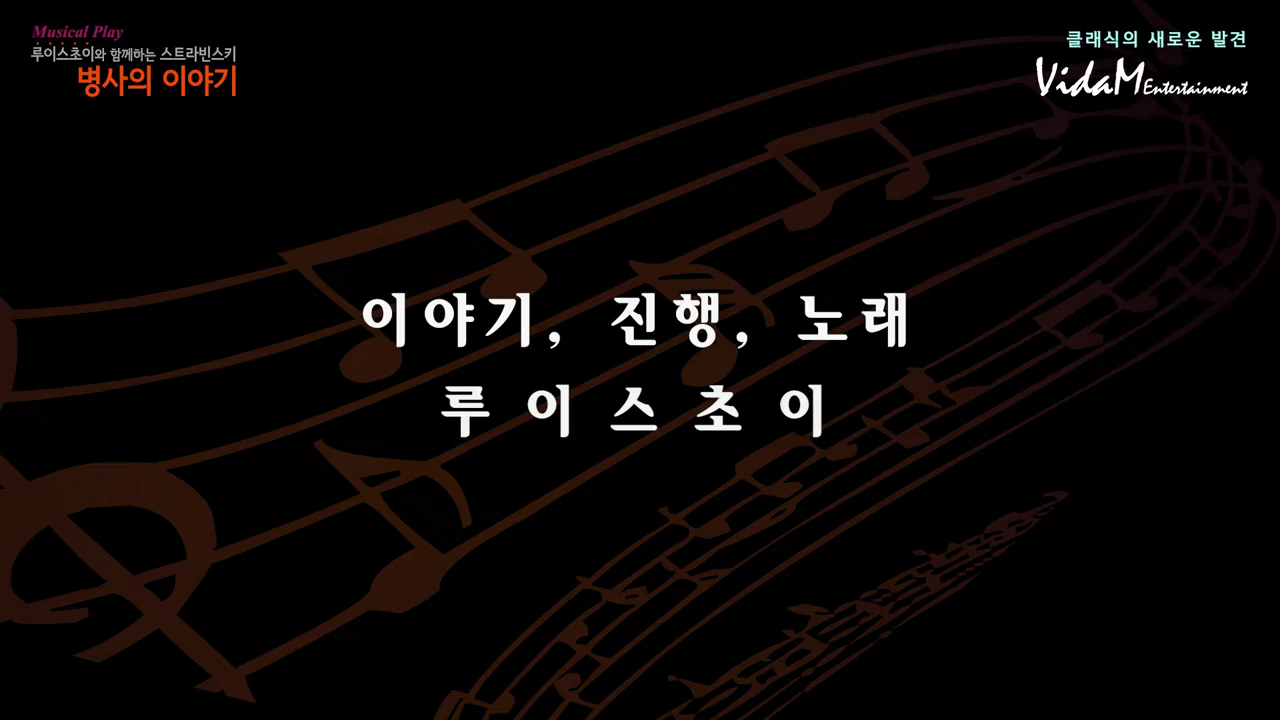 Musical Play
루이스초이와 함께하는 스트라빈스키
병사의 이야기
클래식의 새로운 발견
VidaM Entertainment
이야기, 진행, 노래
루이스초이